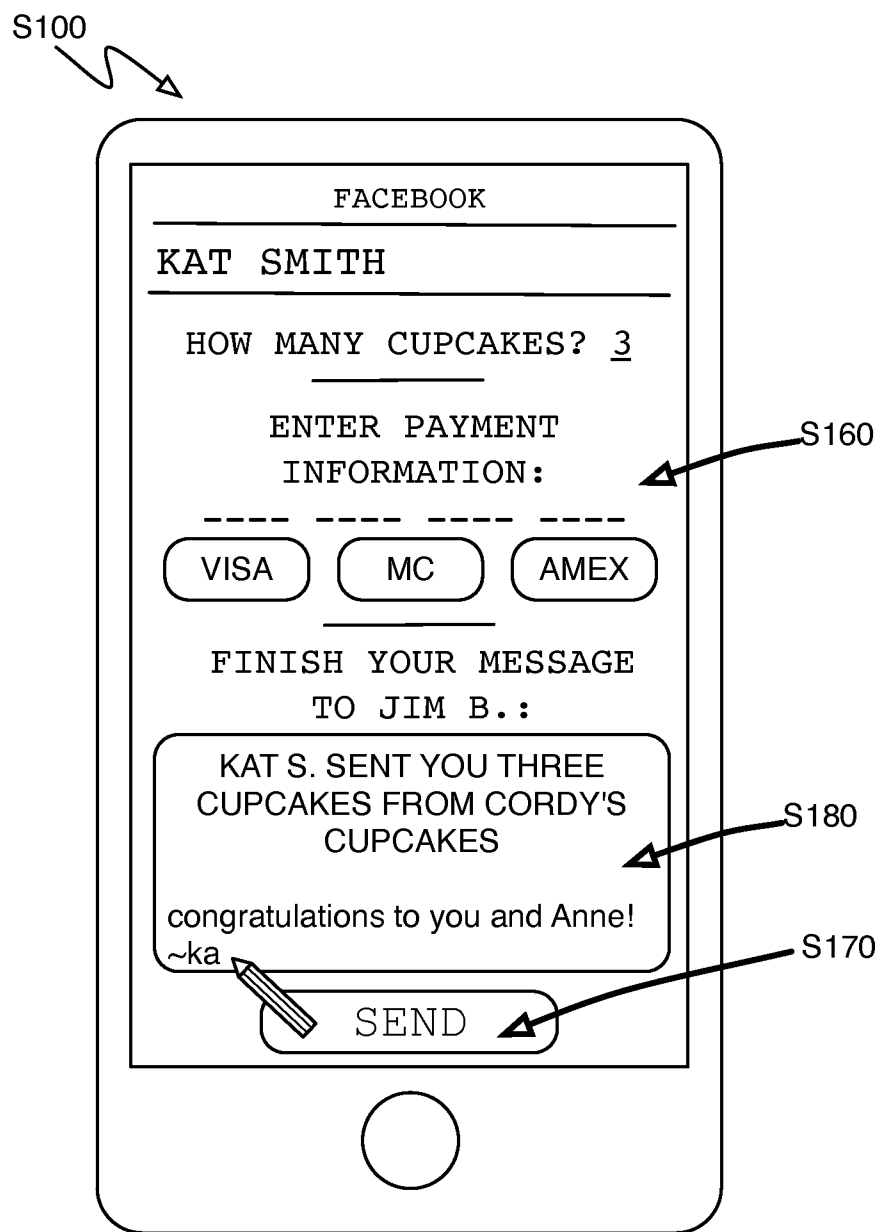 S100
FACEBOOK
KAT SMITH
HOW MANY CUPCAKES? 3
ENTER PAYMENT
INFORMATION:
S160
VISA MC AMEX
FINISH YOUR MESSAGE
TO JIM B.:
KAT S. SENT YOU THREE
CUPCAKES FROM CORDY'S
CUPCAKES
S180
congratulations to you and Anne!
~ka
S170
SEND